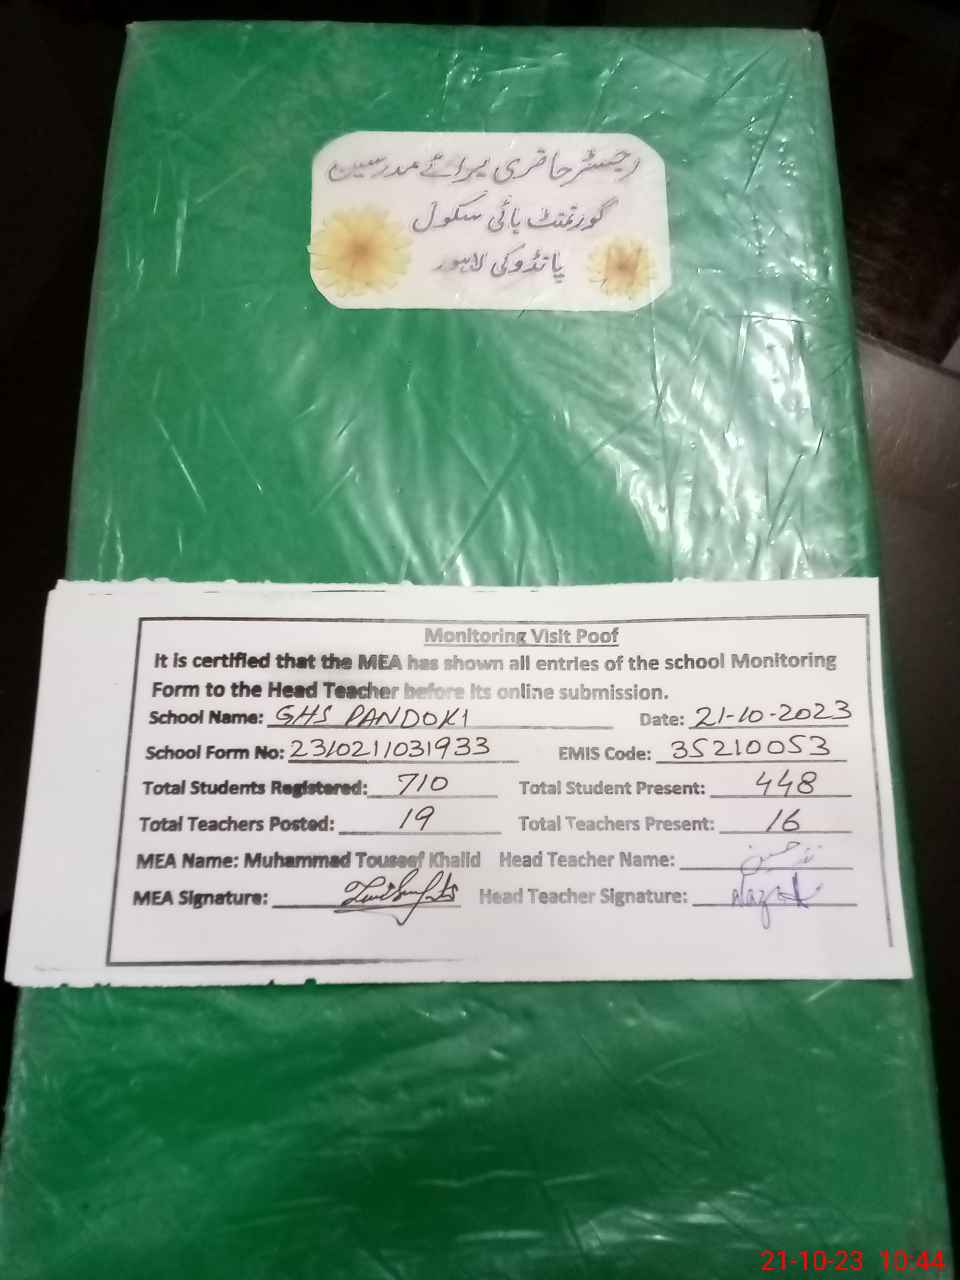 رجسٹر حاضری برائے مدرسین
گورنمنٹ ہائی سکول
پانڈوکی لاہور
Monitoring Visit Poof
It is certified that the MEA has shown all entries of the school Monitoring
Form to the Head Teacher before its online submission.
School Name: GHS PANDOKI Date: 21-10-2023
School Form No: 2310211031933 EMIS Code: 35210053
Total Students Registered: 710 Total Student Present: 448
Total Teachers Posted: 19 Total Teachers Present: 16
MEA Name: Muhammad Touseef Khalid Head Teacher Name:
MEA Signature: Head Teacher Signature:
21-10-23 10:44